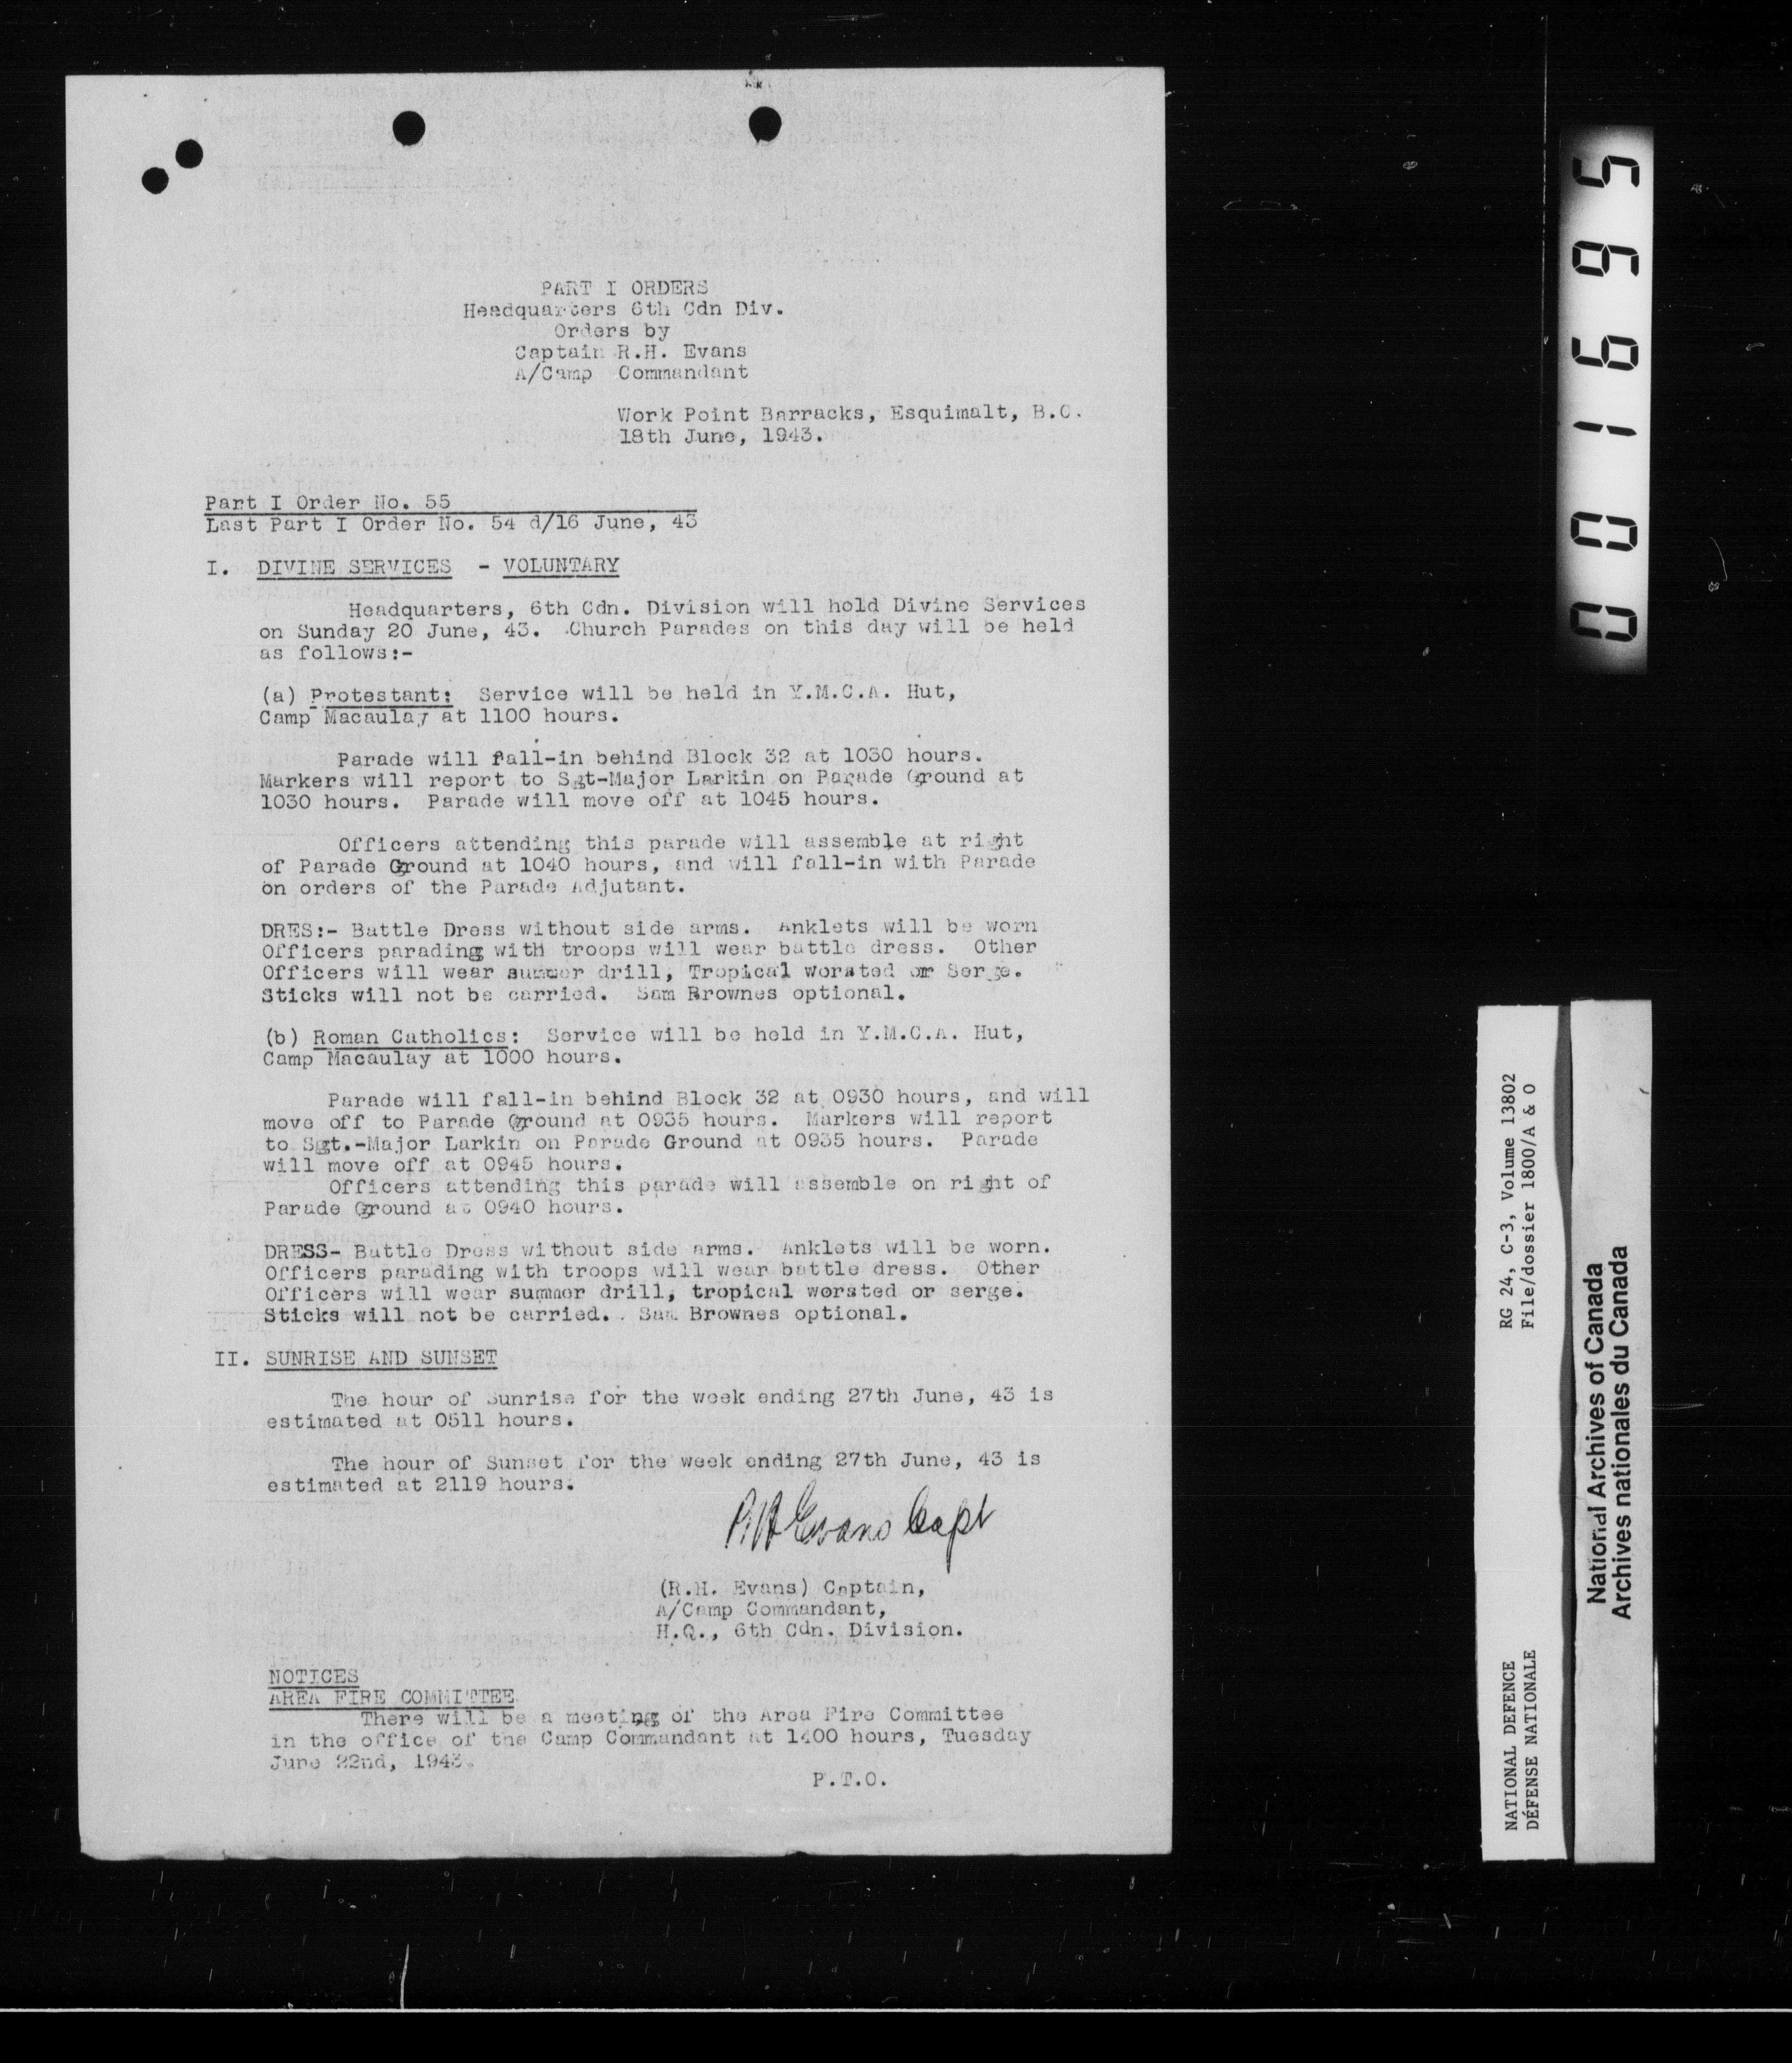 PART I ORDERS
Headquarters 6th Cdn Div.
Orders by
Captain R.H. Evans
A/Camp Commandant
Work Point Barracks, Esquimalt, B.C.
18th June, 1943.
Part I Order No. 55
Last Part I Order No. 54 d/16 June, 43
I. DIVINE SERVICES - VOLUNTARY
Headquarters, 6th Cdn. Division will hold Divine Services
on Sunday 20 June, 43. Church Parades on this day will be held
as follows:-
(a) Protestant: Service will be held in Y.M.C.A. Hut,
Camp Macaulay at 1100 hours.
Parade will fall-in behind Block 32 at 1030 hours.
Markers will report to Sgt-Major Larkin on Parade Ground at
1030 hours. Parade will move off at 1045 hours.
Officers attending this parade will assemble at right
of Parade Ground at 1040 hours, and will fall-in with Parade
on orders of the Parade Adjutant.
DRES:- Battle Dress without side arms. Anklets will be worn
Officers parading with troops will wear battle dress. Other
Officers will wear summer drill, Tropical worsted or Serge.
Sticks will not be carried. Sam Brownes optional.
(b) Roman Catholics: Service will be held in Y.M.C.A. Hut,
Camp Macaulay at 1000 hours.
Parade will fall-in behind Block 32 at 0930 hours, and will
move off to Parade Ground at 0935 hours. Markers will report
to Sgt.-Major Larkin on Parade Ground at 0935 hours. Parade
will move off at 0945 hours.
Officers attending this parade will assemble on right of
Parade Ground at 0940 hours.
DRESS- Battle Dress without side arms. Anklets will be worn.
Officers parading with troops will wear battle dress. Other
Officers will wear summer drill, tropical worsted or serge.
Sticks will not be carried. Sam Brownes optional.
II. SUNRISE AND SUNSET
The hour of Sunrise for the week ending 27th June, 43 is
estimated at 0511 hours.
The hour of Sunset for the week ending 27th June, 43 is
estimated at 2119 hours.
R.H. Evans Capt
(R.H. Evans) Captain,
A/Camp Commandant,
H.Q., 6th Cdn. Division.
NOTICES
AREA FIRE COMMITTEE
There will be a meeting of the Area Fire Committee
in the office of the Camp Commandant at 1400 hours, Tuesday
June 22nd, 1943.
P.T.O.
001695
RG 24, C-3, Volume 13802
File/dossier 1800/A & O
NATIONAL DEFENCE
DÉFENSE NATIONALE
National Archives of Canada
Archives nationales du Canada